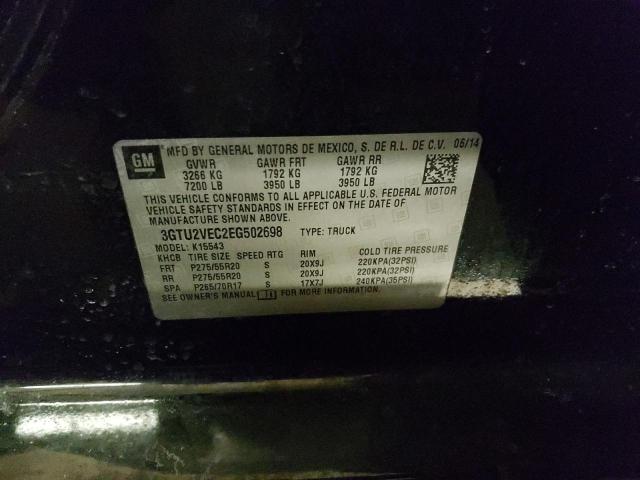 GM MFD BY GENERAL MOTORS DE MEXICO, S. DE R.L. DE C.V. 06/14
GVWR GAWR FRT GAWR RR
3266 KG 1792 KG 1792 KG
7200 LB 3950 LB 3950 LB
THIS VEHICLE CONFORMS TO ALL APPLICABLE U.S. FEDERAL MOTOR
VEHICLE SAFETY STANDARDS IN EFFECT ON THE DATE OF
MANUFACTURE SHOWN ABOVE.
3GTU2VEC2EG502698 TYPE: TRUCK
MODEL: K15543
KHCB TIRE SIZE SPEED RTG RIM COLD TIRE PRESSURE
FRT P275/55R20 S 20X9J 220KPA(32PSI)
RR P275/55R20 S 20X9J 220KPA(32PSI)
SPA P265/70R17 S 17X7J 240KPA(35PSI)
SEE OWNER'S MANUAL FOR MORE INFORMATION.